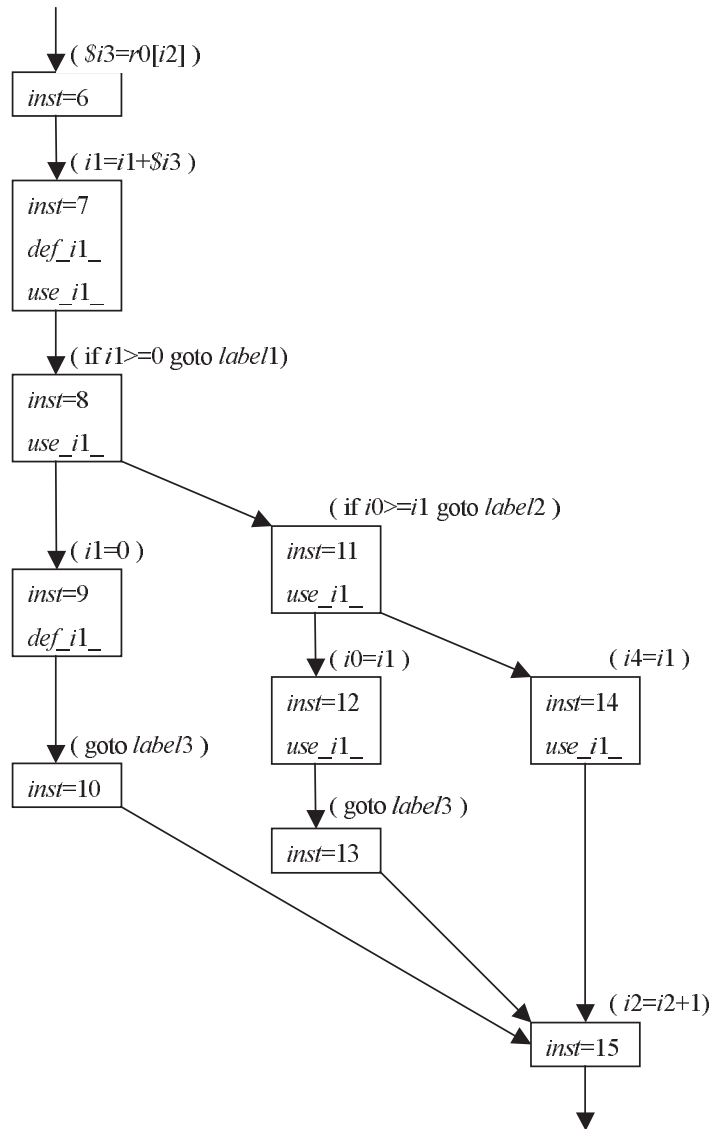 ( $i3=r0[i2] )
inst=6
( i1=i1+$i3 )
inst=7
def_i1_
use_i1_
( if i1>=0 goto label1)
inst=8
use_i1_
( if i0>=i1 goto label2 )
inst=11
use_i1_
( i1=0 )
inst=9
def_i1_
( i0=i1 )
inst=12
use_i1_
( i4=i1 )
inst=14
use_i1_
( goto label3 )
inst=10
( goto label3 )
inst=13
( i2=i2+1)
inst=15